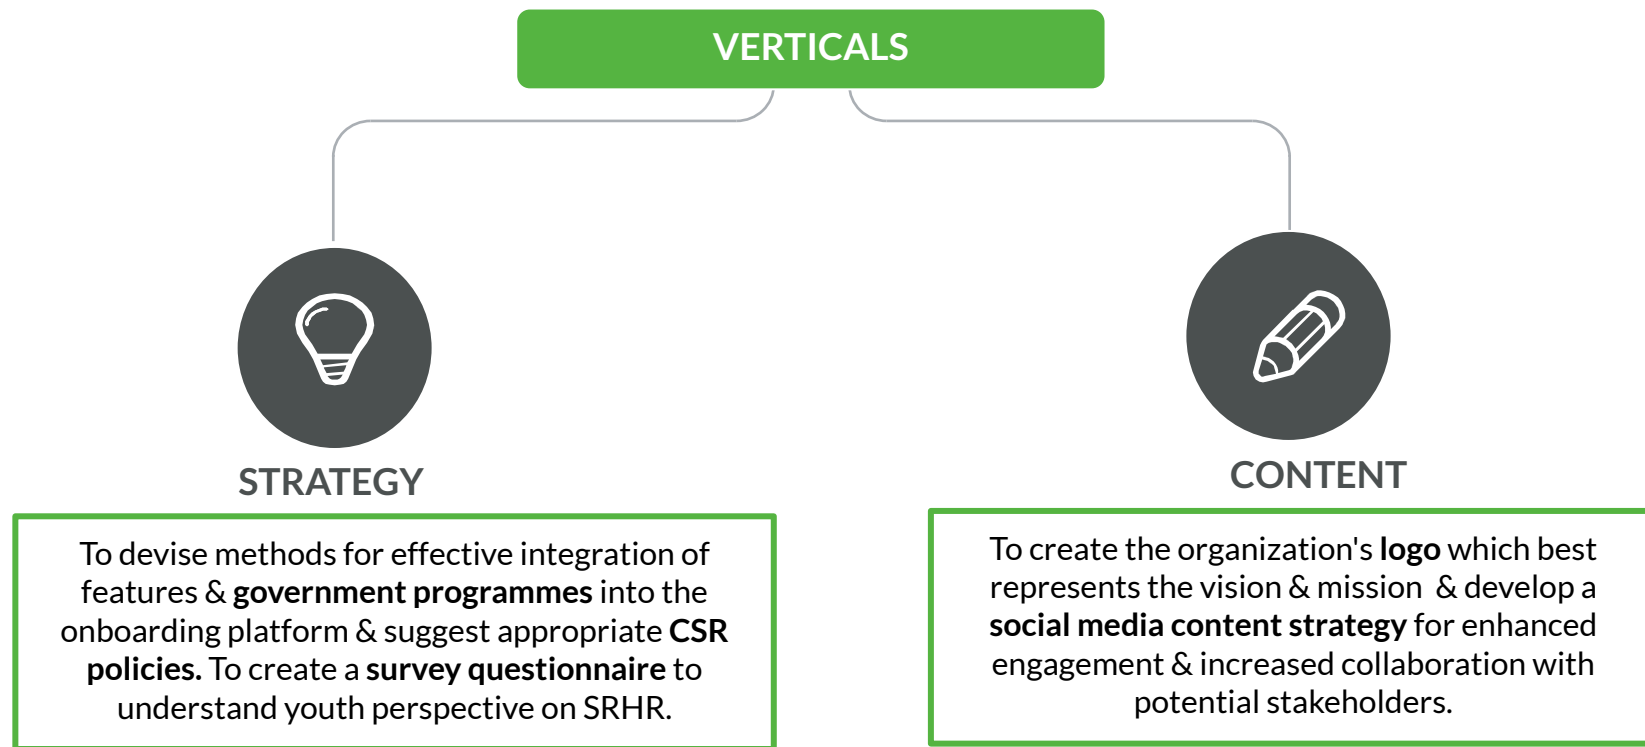 VERTICALS
STRATEGY
To devise methods for effective integration of
features & government programmes into the
onboarding platform & suggest appropriate CSR
policies. To create a survey questionnaire to
understand youth perspective on SRHR.
CONTENT
To create the organization's logo which best
represents the vision & mission & develop a
social media content strategy for enhanced
engagement & increased collaboration with
potential stakeholders.